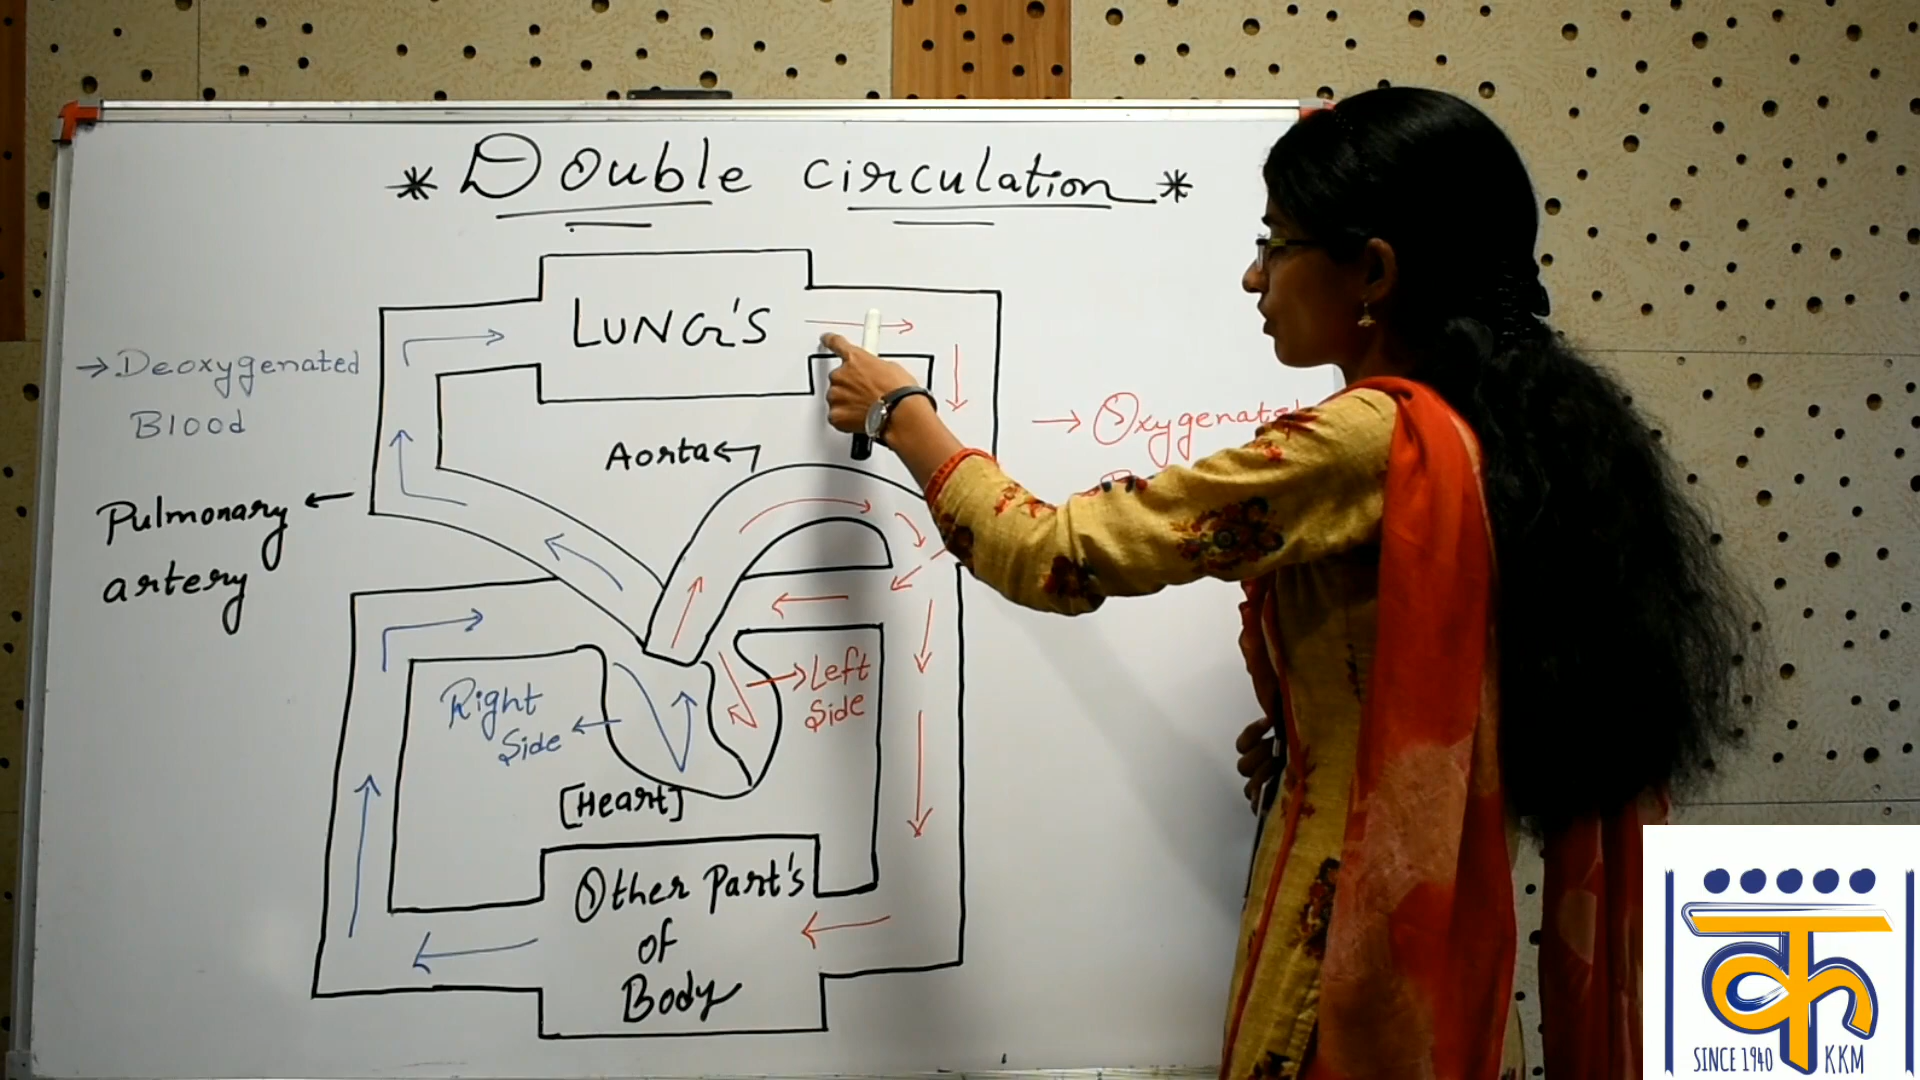 * Double circulation *
LUNG'S
→ Deoxygenated
Blood
Aorta
→ Oxygenated
Pulmonary
artery
Right
Side
Left
Side
[Heart]
Other Part's
of
Body
क
SINCE 1940 KKM